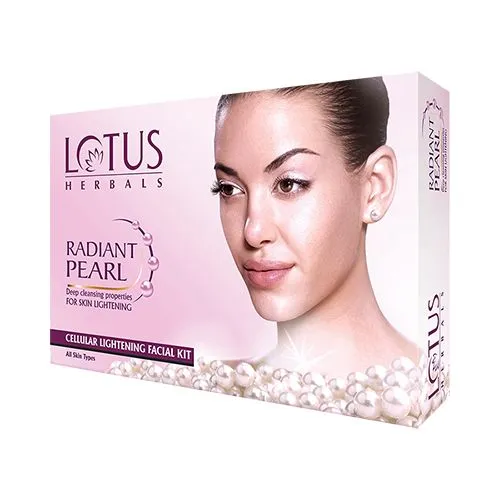 LOTUS
HERBALS
RADIANT
PEARL
Deep cleansing properties
FOR SKIN LIGHTENING
CELLULAR LIGHTENING FACIAL KIT
All Skin Types
RADIANT
PEARL
LOTUS
HERBALS